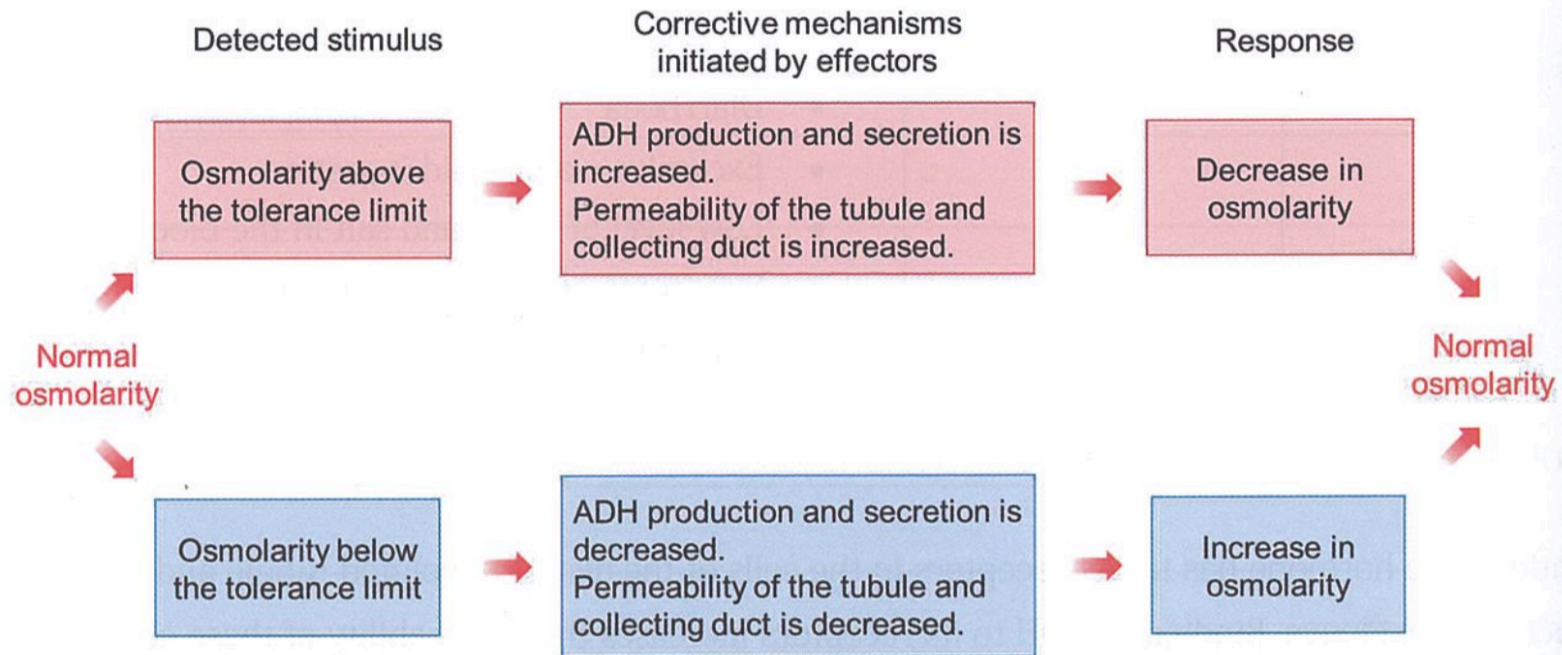 Detected stimulus
Corrective mechanisms
initiated by effectors
Response
Osmolarity above
the tolerance limit
ADH production and secretion is
increased.
Permeability of the tubule and
collecting duct is increased.
Decrease in
osmolarity
Normal
osmolarity
Normal
osmolarity
Osmolarity below
the tolerance limit
ADH production and secretion is
decreased.
Permeability of the tubule and
collecting duct is decreased.
Increase in
osmolarity